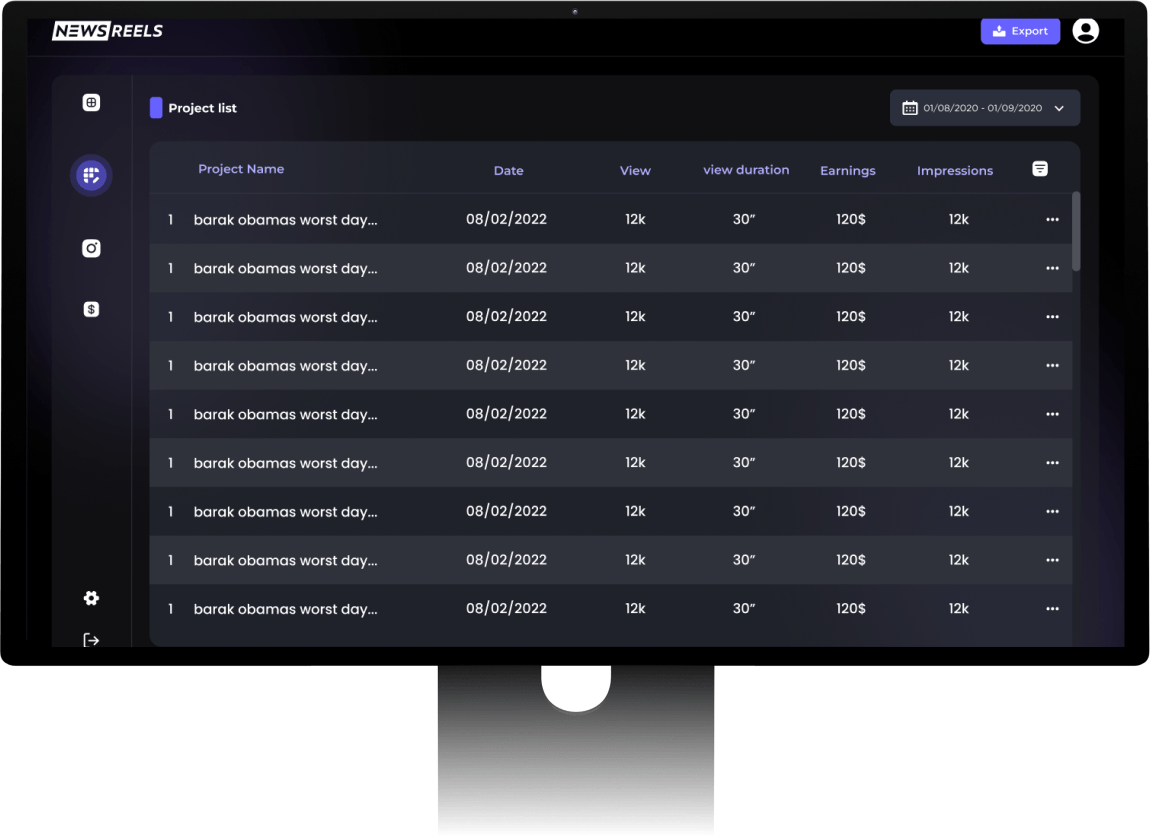 NEWSREELS
Export
Project list
01/08/2020 - 01/09/2020
Project Name Date View view duration Earnings Impressions
1 barak obamas worst day... 08/02/2022 12k 30” 120$ 12k
1 barak obamas worst day... 08/02/2022 12k 30” 120$ 12k
1 barak obamas worst day... 08/02/2022 12k 30” 120$ 12k
1 barak obamas worst day... 08/02/2022 12k 30” 120$ 12k
1 barak obamas worst day... 08/02/2022 12k 30” 120$ 12k
1 barak obamas worst day... 08/02/2022 12k 30” 120$ 12k
1 barak obamas worst day... 08/02/2022 12k 30” 120$ 12k
1 barak obamas worst day... 08/02/2022 12k 30” 120$ 12k
1 barak obamas worst day... 08/02/2022 12k 30” 120$ 12k